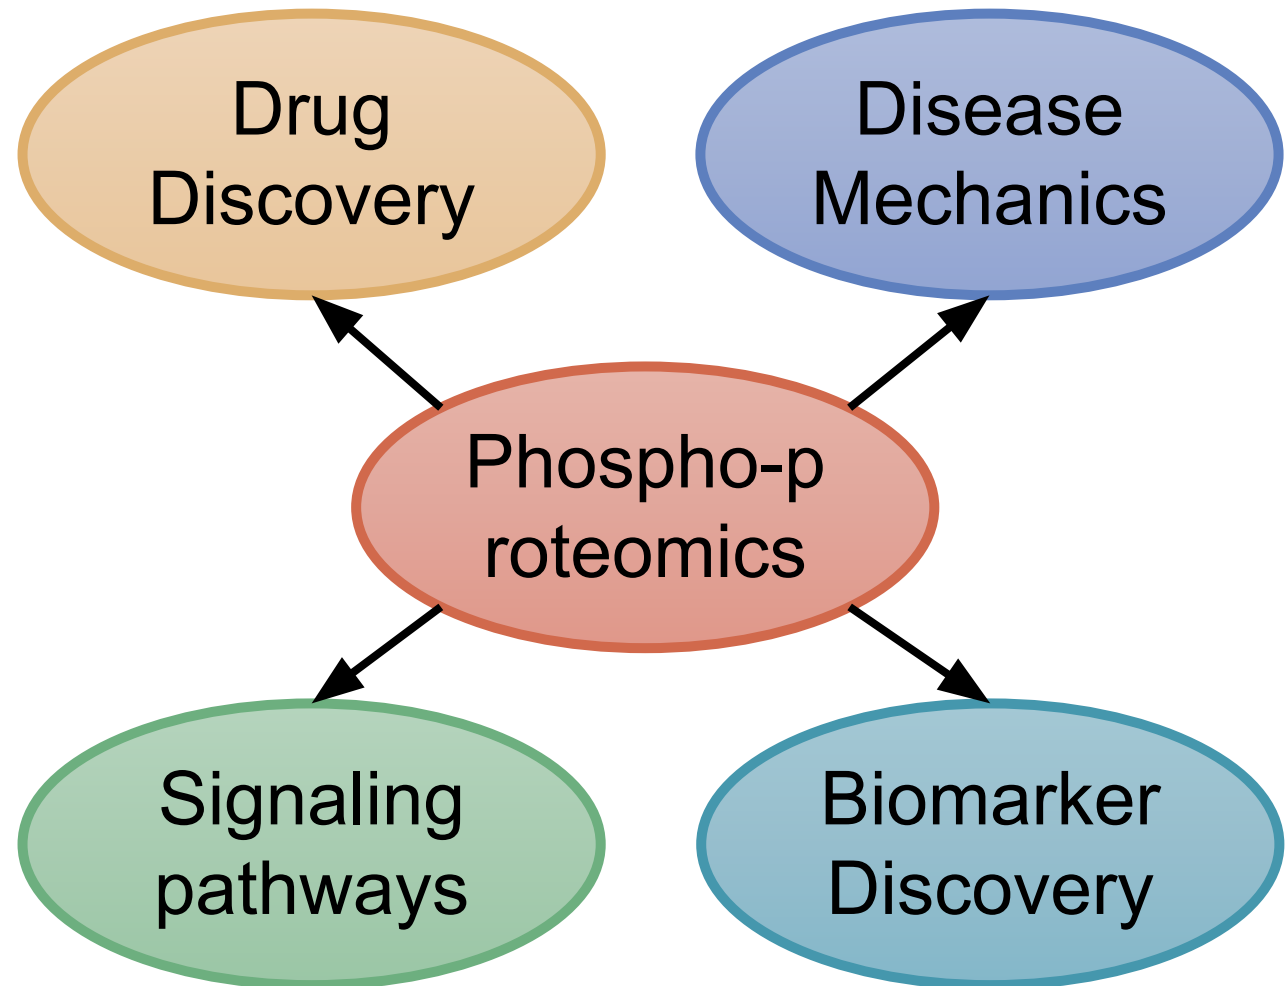 Drug
Discovery
Disease
Mechanics
Phospho-p
roteomics
Signaling
pathways
Biomarker
Discovery